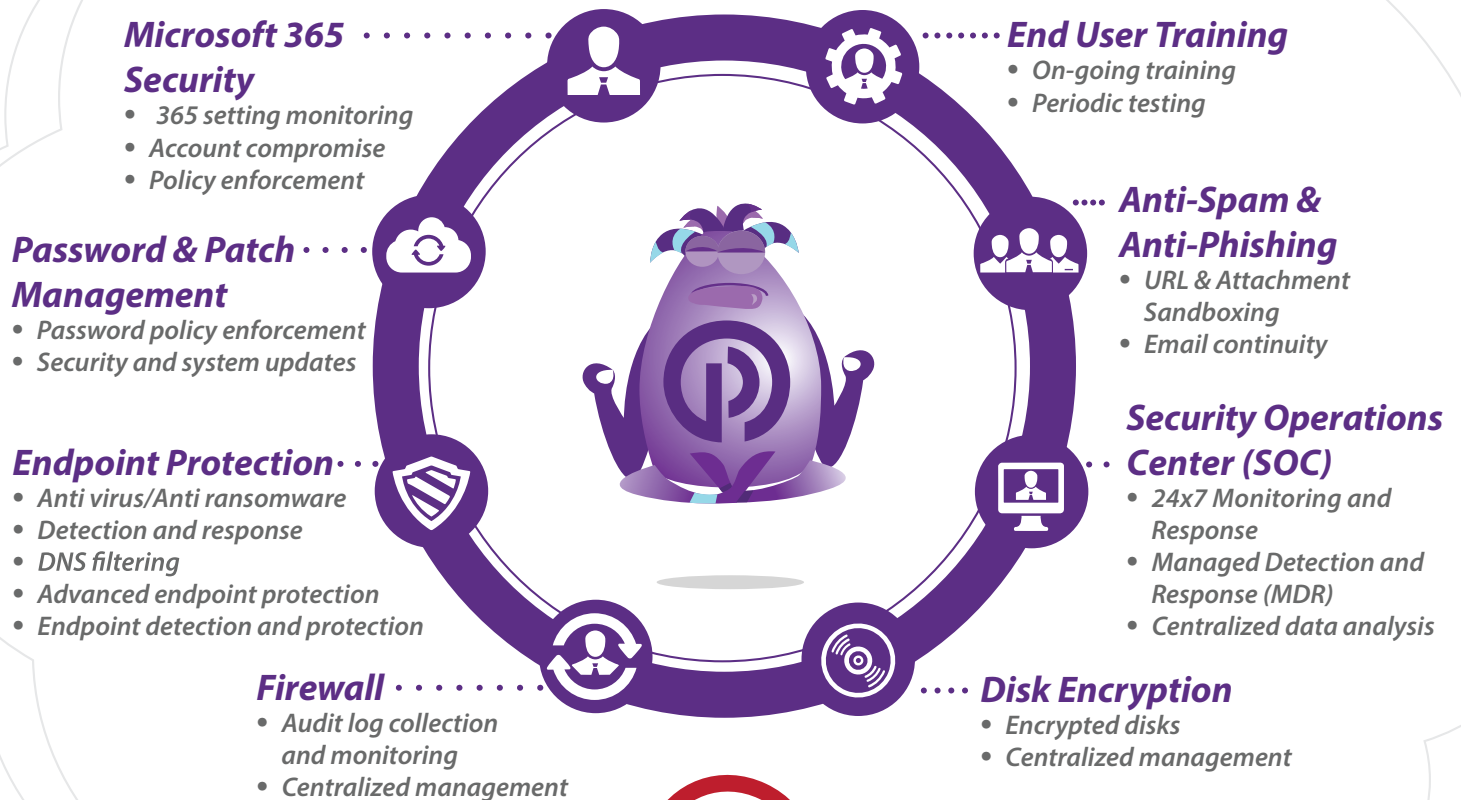 Microsoft 365
Security
• 365 setting monitoring
• Account compromise
• Policy enforcement
Password & Patch
Management
• Password policy enforcement
• Security and system updates
Endpoint Protection
• Anti virus/Anti ransomware
• Detection and response
• DNS filtering
• Advanced endpoint protection
• Endpoint detection and protection
Firewall
• Audit log collection
and monitoring
• Centralized management
End User Training
• On-going training
• Periodic testing
Anti-Spam &
Anti-Phishing
• URL & Attachment
Sandboxing
• Email continuity
Security Operations
Center (SOC)
• 24x7 Monitoring and
Response
• Managed Detection and
Response (MDR)
• Centralized data analysis
Disk Encryption
• Encrypted disks
• Centralized management